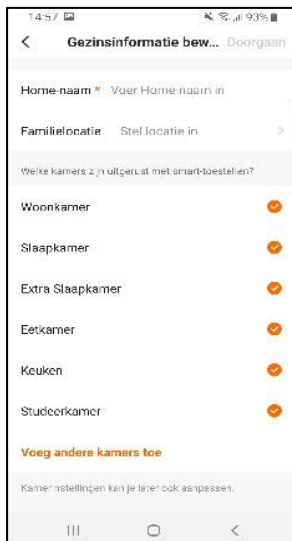 14:57 93%
Gezinsinformatie bew... Doorgaan
Home-naam * Voer Home-naam in
Familielocatie Stel locatie in
Welke kamers zijn uitgerust met smart-toestellen?
Woonkamer
Slaapkamer
Extra Slaapkamer
Eetkamer
Keuken
Studeerkamer
Voeg andere kamers toe
Kamerinstellingen kan je later ook aanpassen.